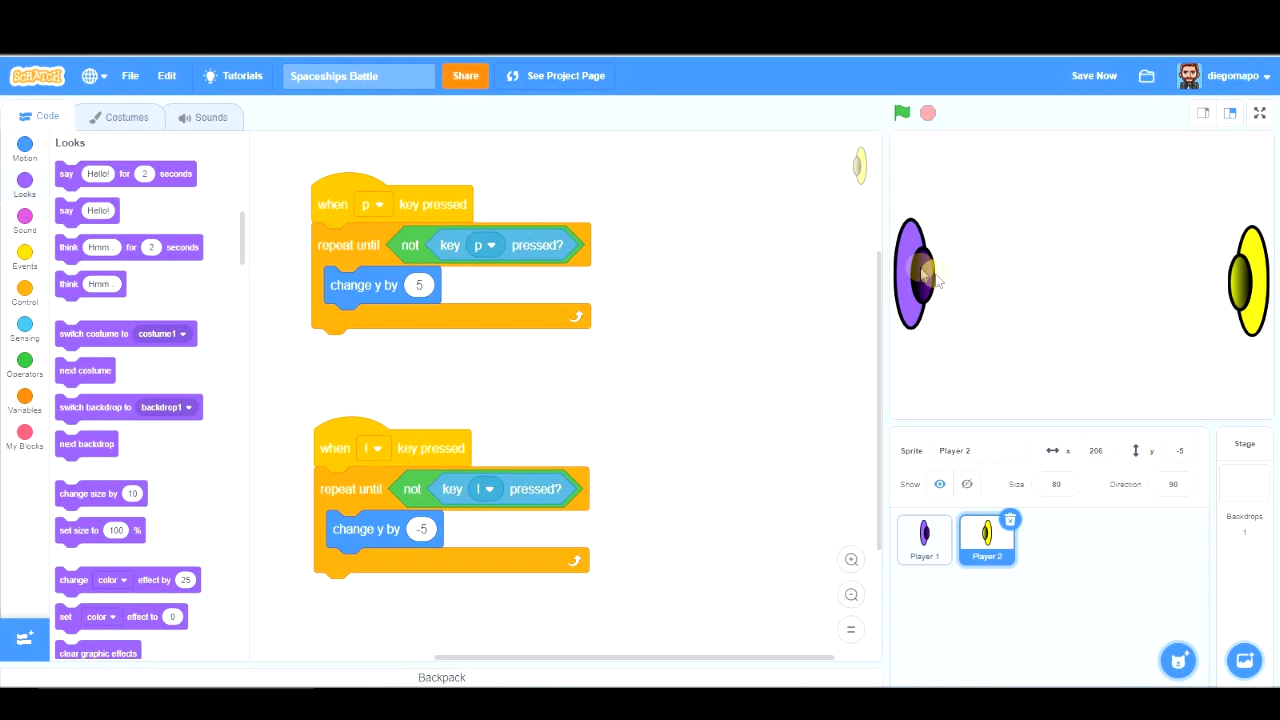 SCRATCH File Edit Tutorials Spaceships Battle Share See Project Page Save Now diegomapo
Code Costumes Sounds
Motion
Looks
Sound
Events
Control
Sensing
Operators
Variables
My Blocks
Looks
say Hello! for 2 seconds
say Hello!
think Hmm... for 2 seconds
think Hmm...
switch costume to costume1
next costume
switch backdrop to backdrop1
next backdrop
change size by 10
set size to 100 %
change color effect by 25
set color effect to 0
clear graphic effects
when p key pressed
repeat until not key p pressed?
change y by 5
when l key pressed
repeat until not key l pressed?
change y by -5
Sprite Player 2 x 206 y -5
Show Size 80 Direction 90
Player 1
Player 2
Stage
Backdrops
1
Backpack